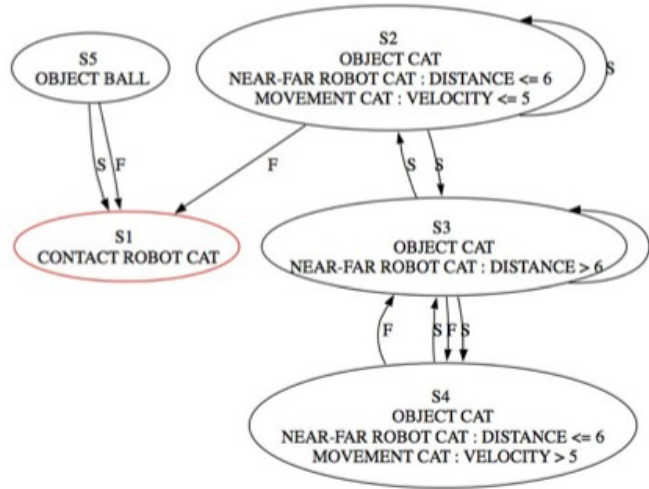 S5
OBJECT BALL
S2
OBJECT CAT
NEAR-FAR ROBOT CAT : DISTANCE <= 6
MOVEMENT CAT : VELOCITY <= 5
S
S
F
F
S
S
S1
CONTACT ROBOT CAT
S3
OBJECT CAT
NEAR-FAR ROBOT CAT : DISTANCE > 6
F
S
F
S
S4
OBJECT CAT
NEAR-FAR ROBOT CAT : DISTANCE <= 6
MOVEMENT CAT : VELOCITY > 5